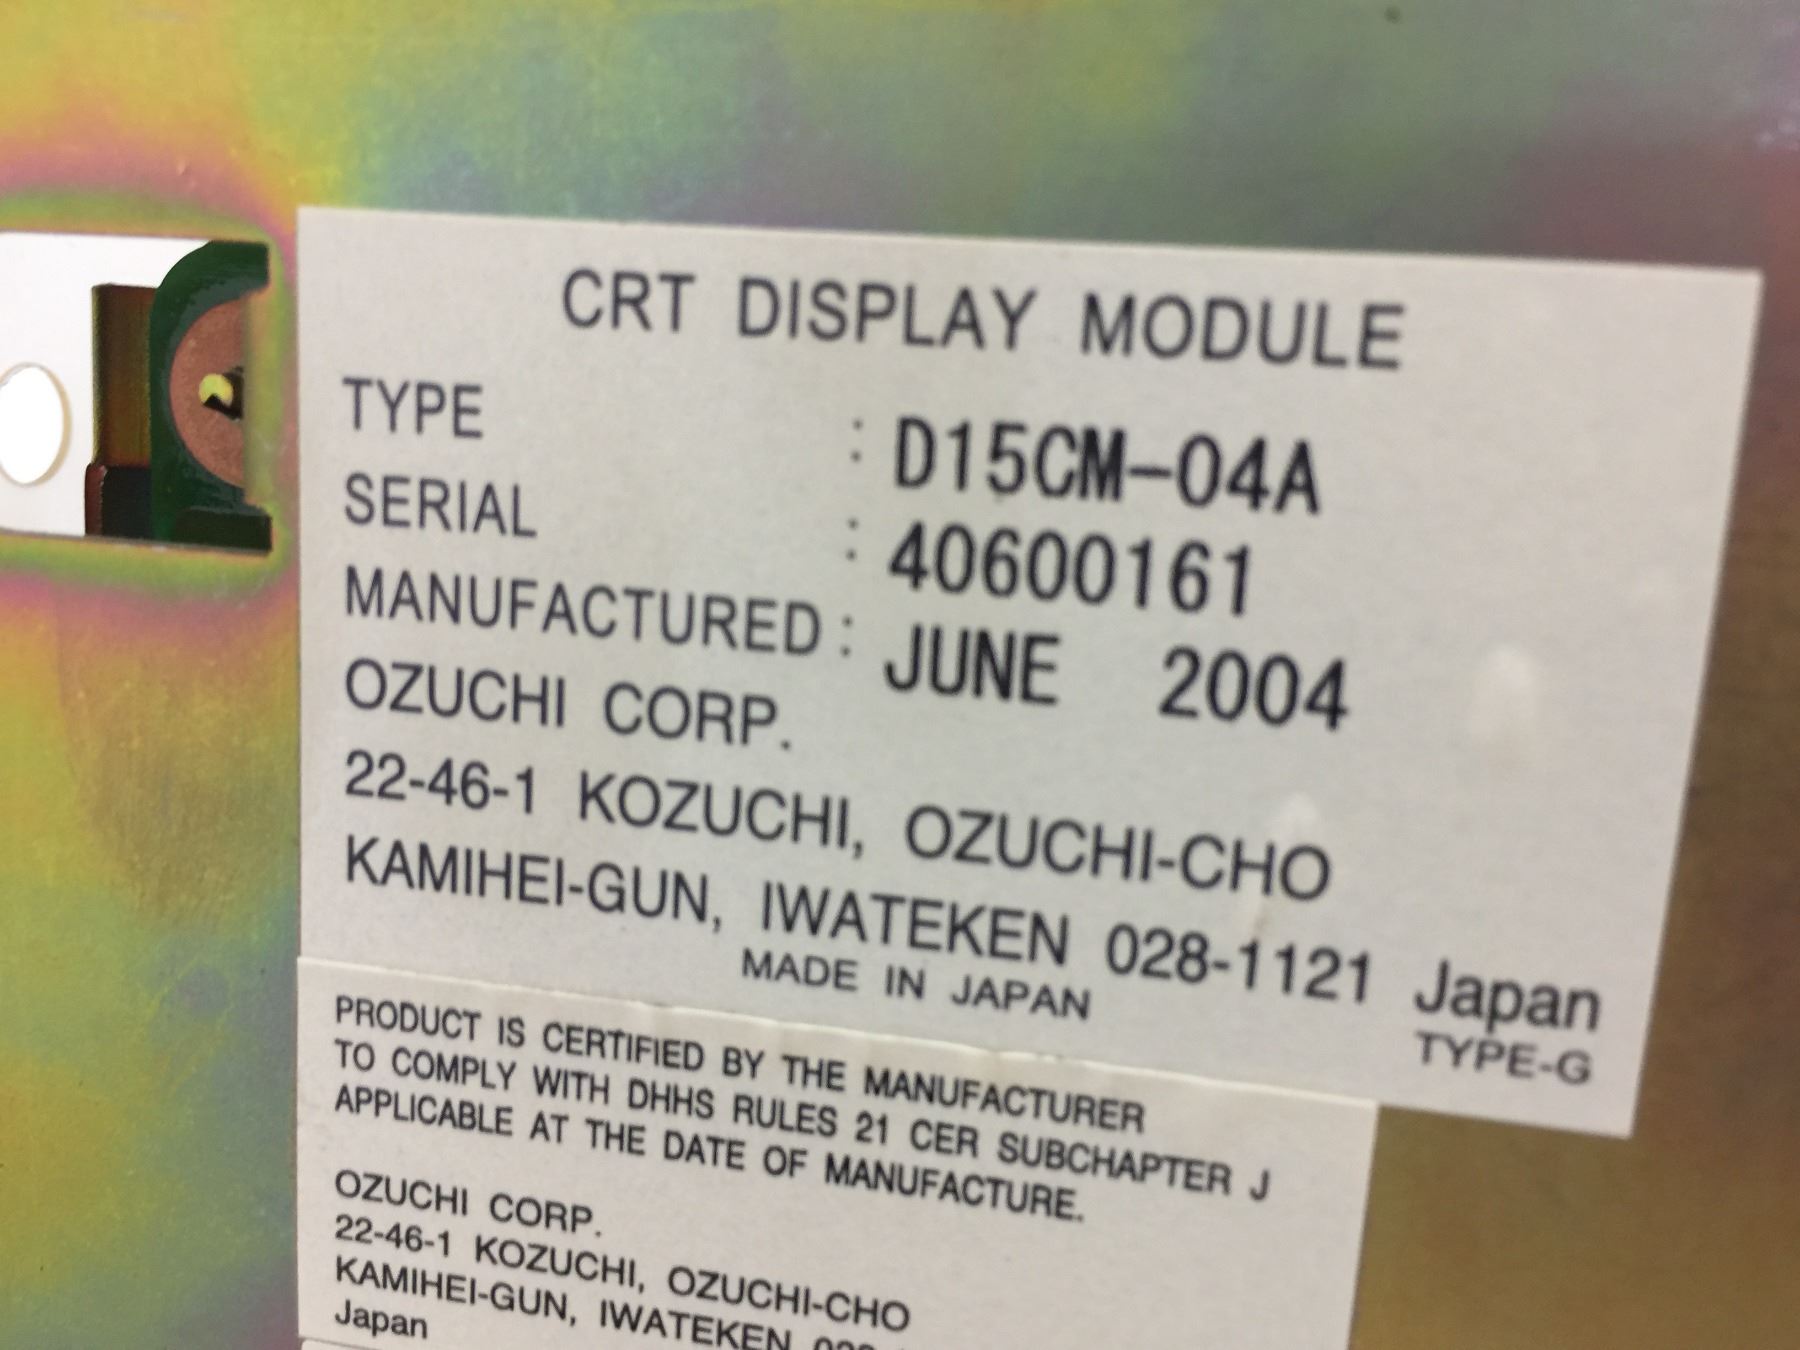 CRT DISPLAY MODULE
TYPE : D15CM-04A
SERIAL : 40600161
MANUFACTURED : JUNE 2004
OZUCHI CORP.
22-46-1 KOZUCHI, OZUCHI-CHO
KAMIHEI-GUN, IWATEKEN 028-1121 Japan
MADE IN JAPAN
TYPE-G
PRODUCT IS CERTIFIED BY THE MANUFACTURER
TO COMPLY WITH DHHS RULES 21 CER SUBCHAPTER J
APPLICABLE AT THE DATE OF MANUFACTURE.
OZUCHI CORP.
22-46-1 KOZUCHI, OZUCHI-CHO
KAMIHEI-GUN, IWATEKEN
Japan